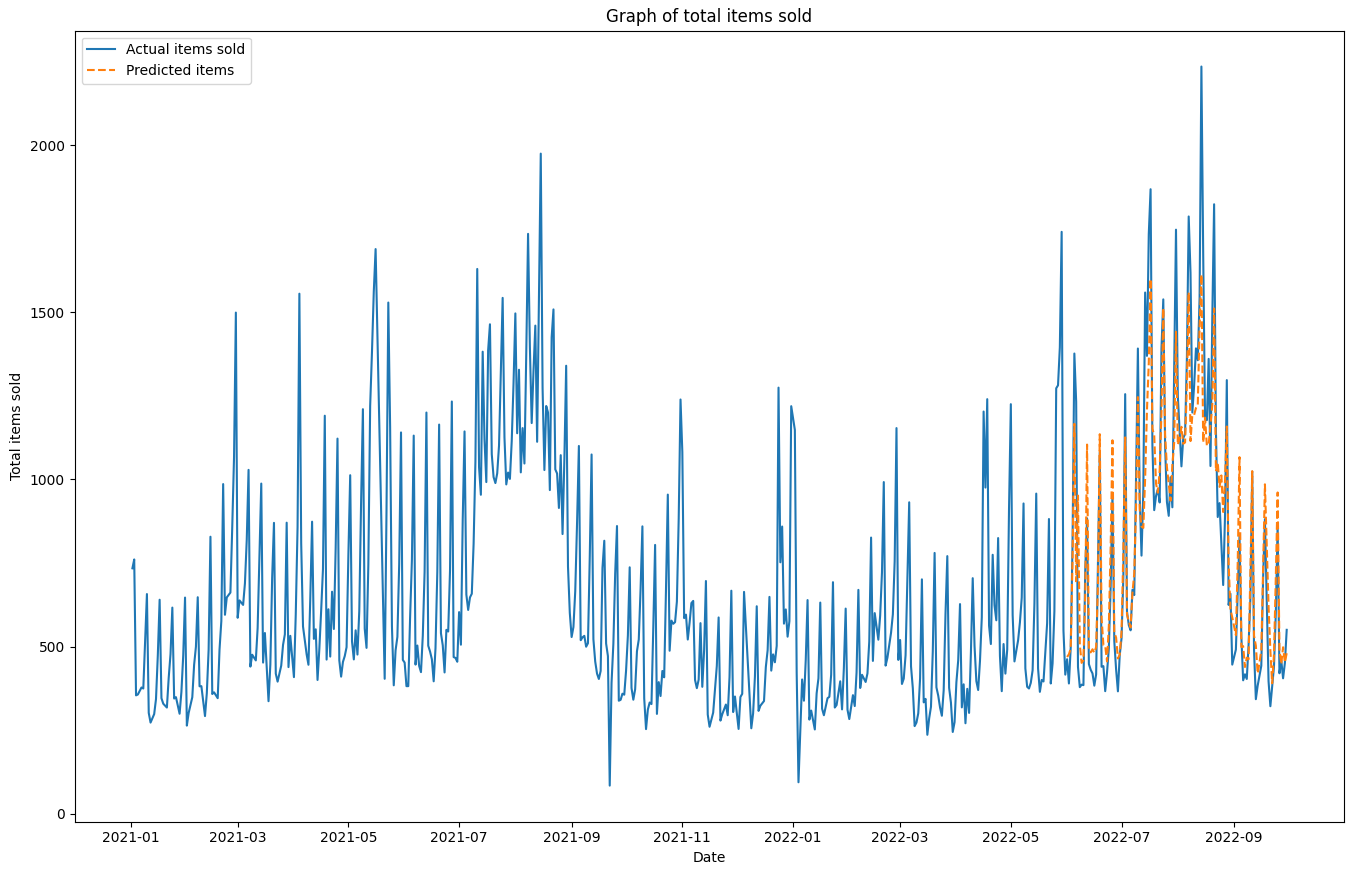 Graph of total items sold
Actual items sold
Predicted items
2000
1500
1000
500
0
Total items sold
2021-01 2021-03 2021-05 2021-07 2021-09 2021-11 2022-01 2022-03 2022-05 2022-07 2022-09
Date